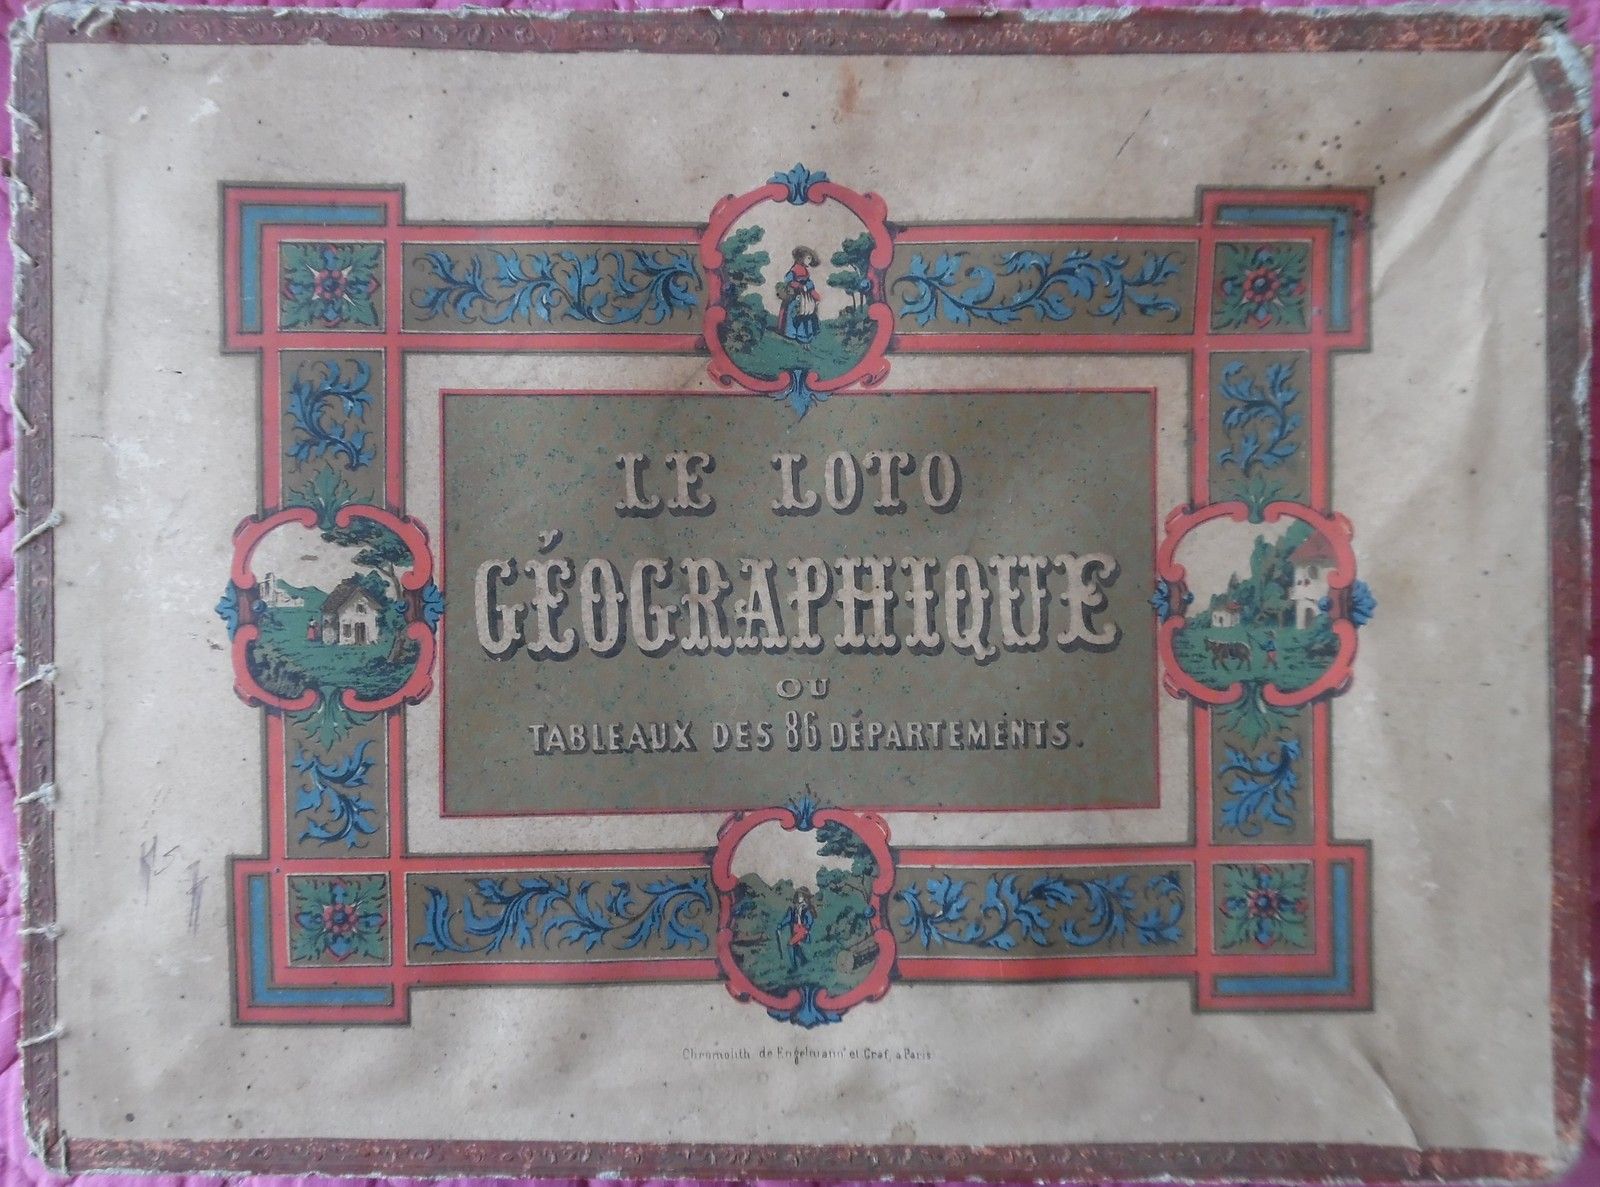 LE LOTO
GÉOGRAPHIQUE
OU
TABLEAUX DES 86 DÉPARTEMENTS.
Chromolith. de Engelmann et Graf, a Paris